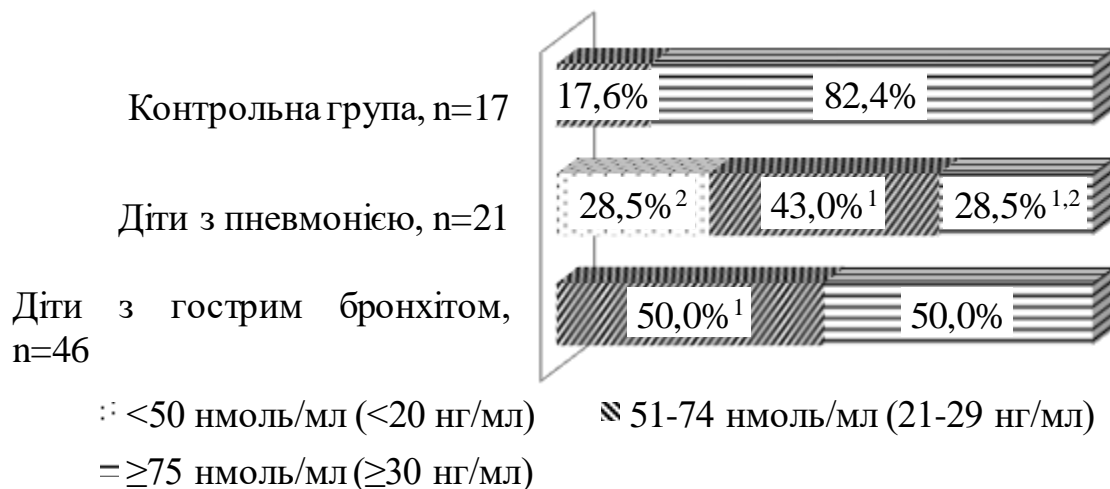 Контрольна група, n=17
17,6% 82,4%
Діти з пневмонією, n=21
28,5%² 43,0%¹ 28,5%¹,²
Діти з гострим бронхітом,
n=46
50,0%¹ 50,0%
<50 нмоль/мл (<20 нг/мл)
51-74 нмоль/мл (21-29 нг/мл)
≥75 нмоль/мл (≥30 нг/мл)